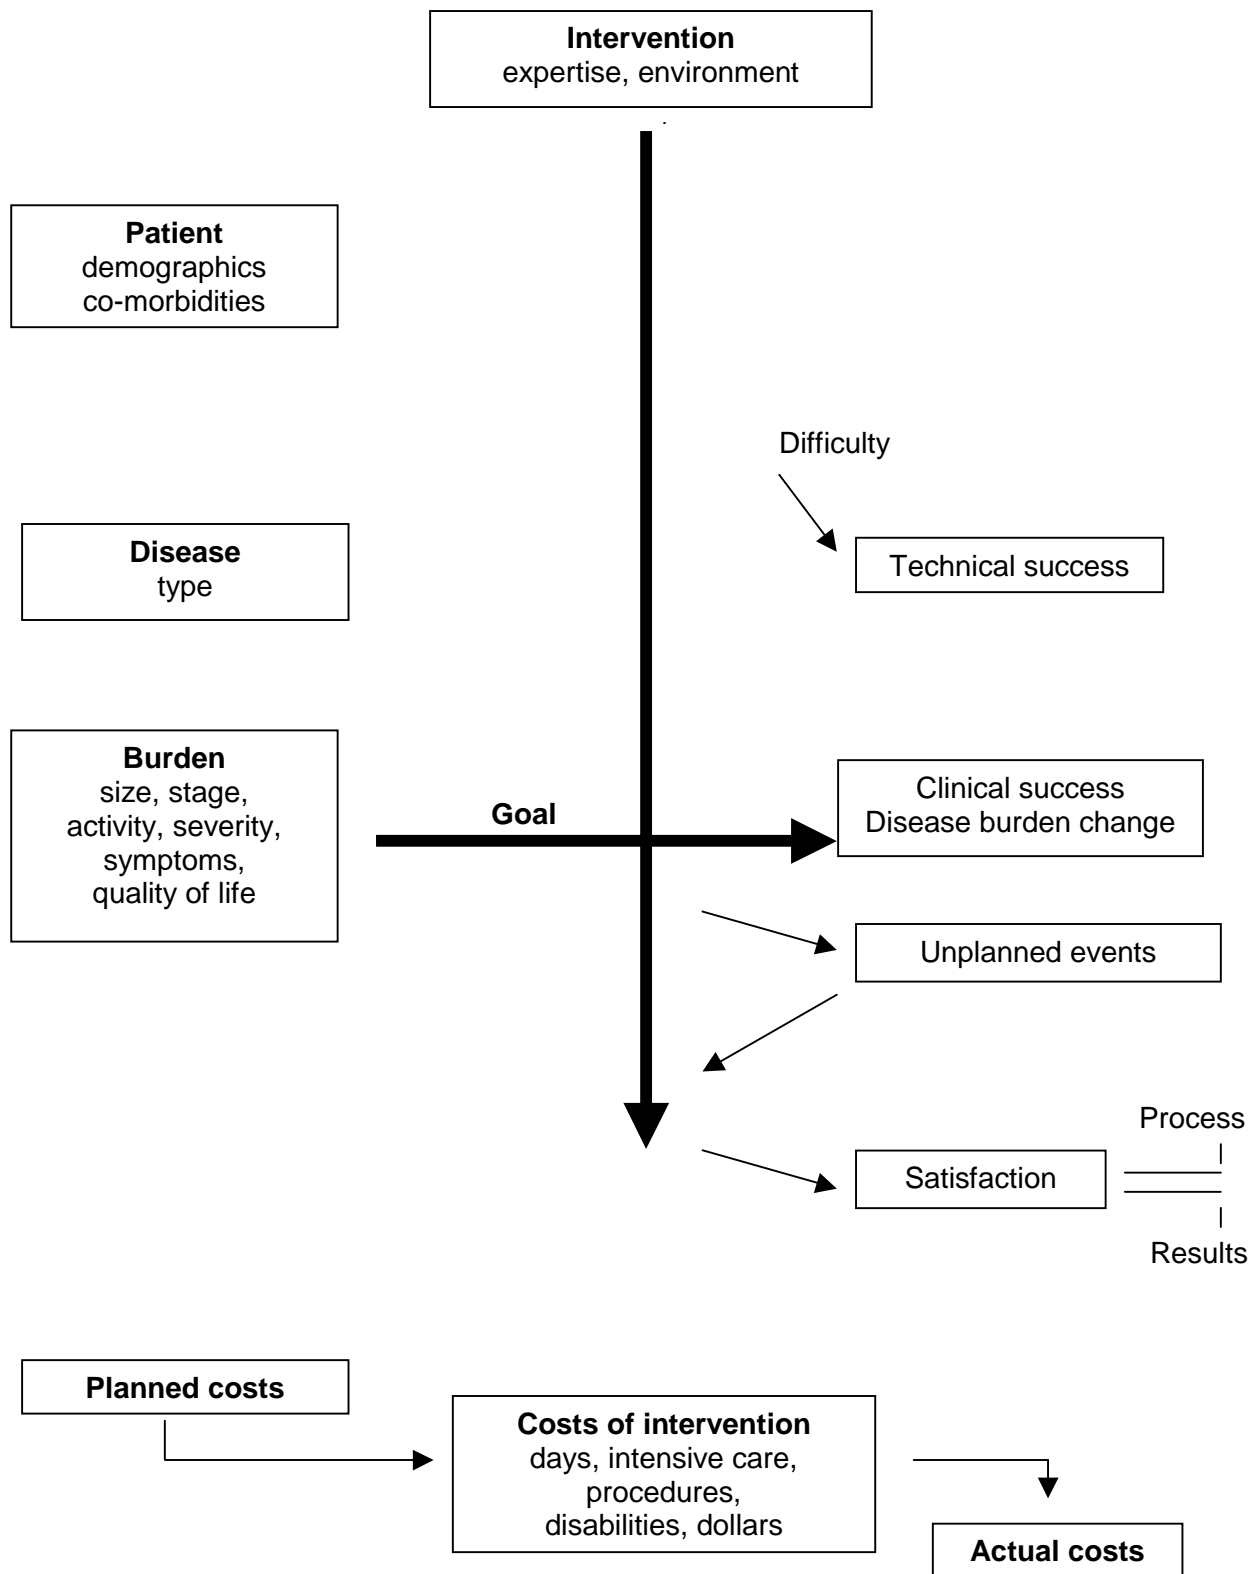 Intervention
expertise, environment
Patient
demographics
co-morbidities
Difficulty
Disease
type
Technical success
Burden
size, stage,
activity, severity,
symptoms,
quality of life
Goal
Clinical success
Disease burden change
Unplanned events
Process
Satisfaction
Results
Planned costs
Costs of intervention
days, intensive care,
procedures,
disabilities, dollars
Actual costs